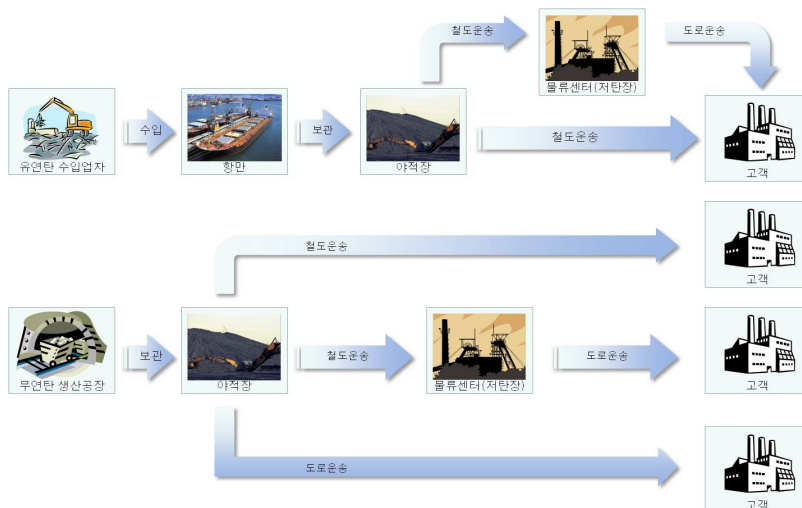 철도운송
도로운송
물류센터(저탄장)
수입
보관
철도운송
유연탄 수입업자
항만
야적장
고객
철도운송
고객
보관
철도운송
도로운송
무연탄 생산공장
야적장
물류센터(저탄장)
고객
도로운송
고객